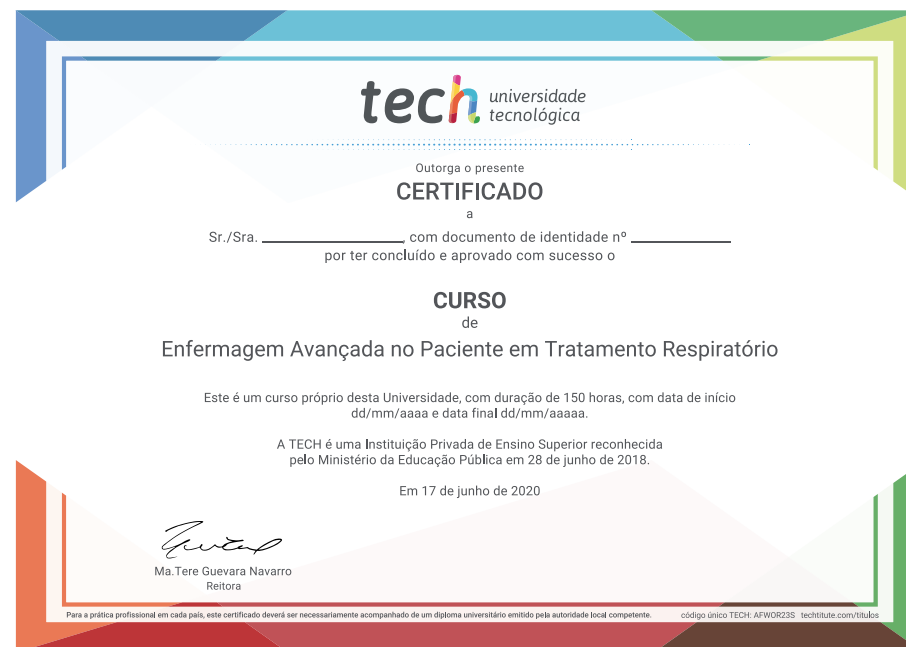 tech universidade
tecnológica
Outorga o presente
CERTIFICADO
a
Sr./Sra. ____________, com documento de identidade nº ____________
por ter concluído e aprovado com sucesso o
CURSO
de
Enfermagem Avançada no Paciente em Tratamento Respiratório
Este é um curso próprio desta Universidade, com duração de 150 horas, com data de início
dd/mm/aaaa e data final dd/mm/aaaaa.
A TECH é uma Instituição Privada de Ensino Superior reconhecida
pelo Ministério da Educação Pública em 28 de junho de 2018.
Em 17 de junho de 2020
Ma.Tere Guevara Navarro
Reitora
Para a prática profissional em cada país, este certificado deverá ser necessariamente acompanhado de um diploma universitário emitido pela autoridade local competente. código único TECH: AFWOR23S techtitute.com/titulos